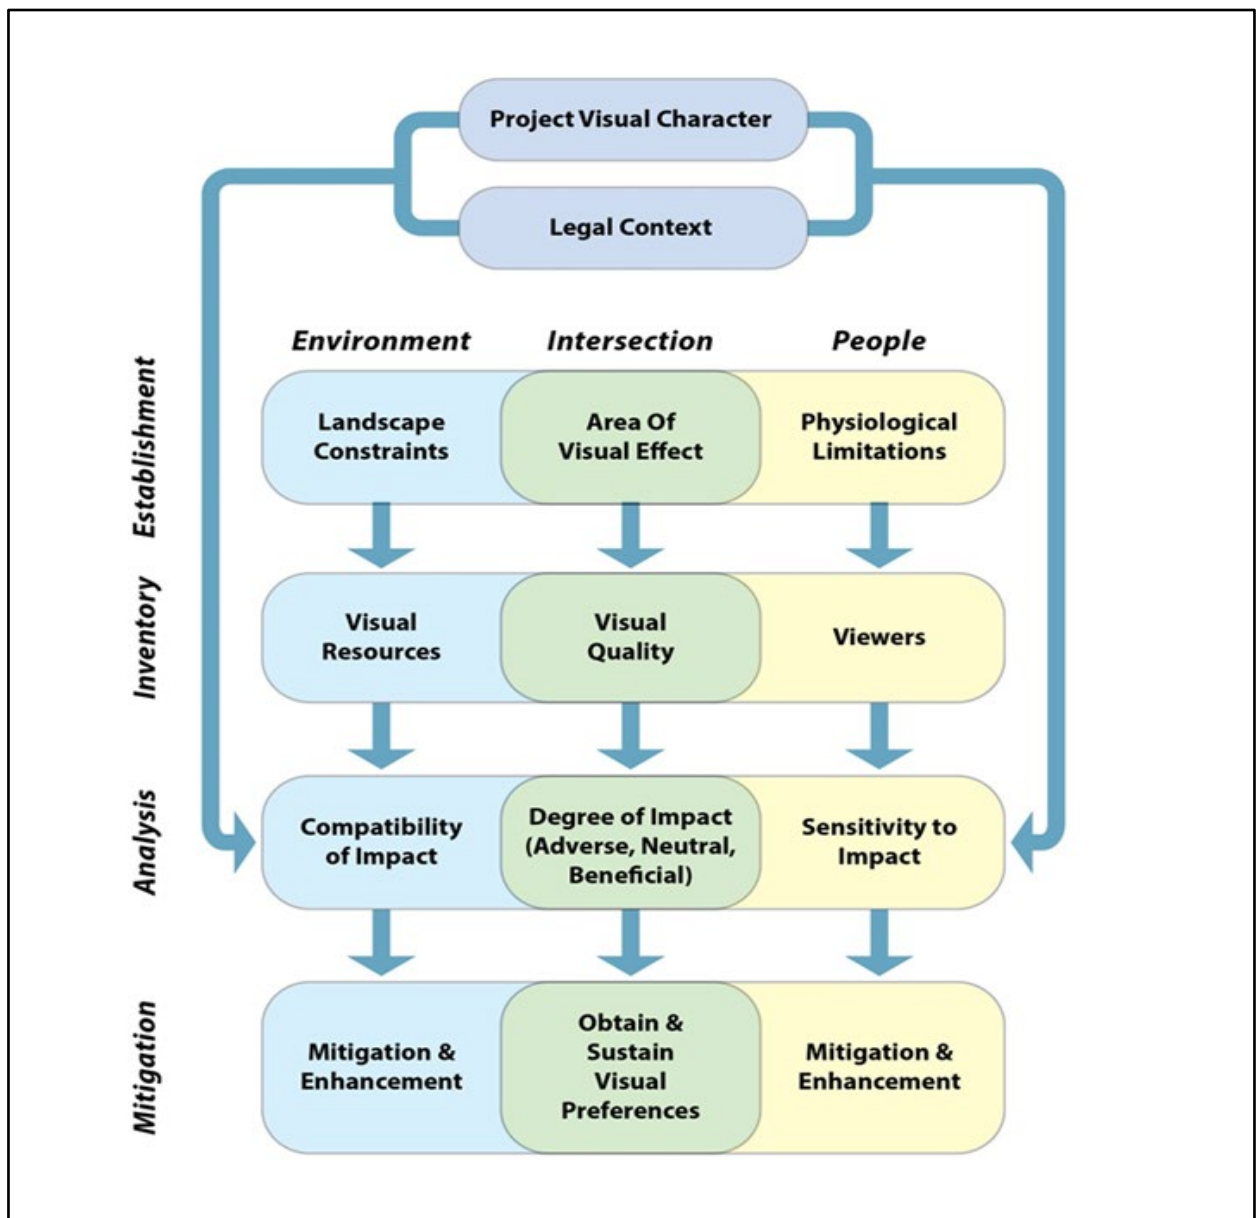 Project Visual Character
Legal Context
Environment
Intersection
People
Establishment
Landscape
Constraints
Area Of
Visual Effect
Physiological
Limitations
Inventory
Visual
Resources
Visual
Quality
Viewers
Analysis
Compatibility
of Impact
Degree of Impact
(Adverse, Neutral,
Beneficial)
Sensitivity to
Impact
Mitigation
Mitigation &
Enhancement
Obtain &
Sustain
Visual
Preferences
Mitigation &
Enhancement